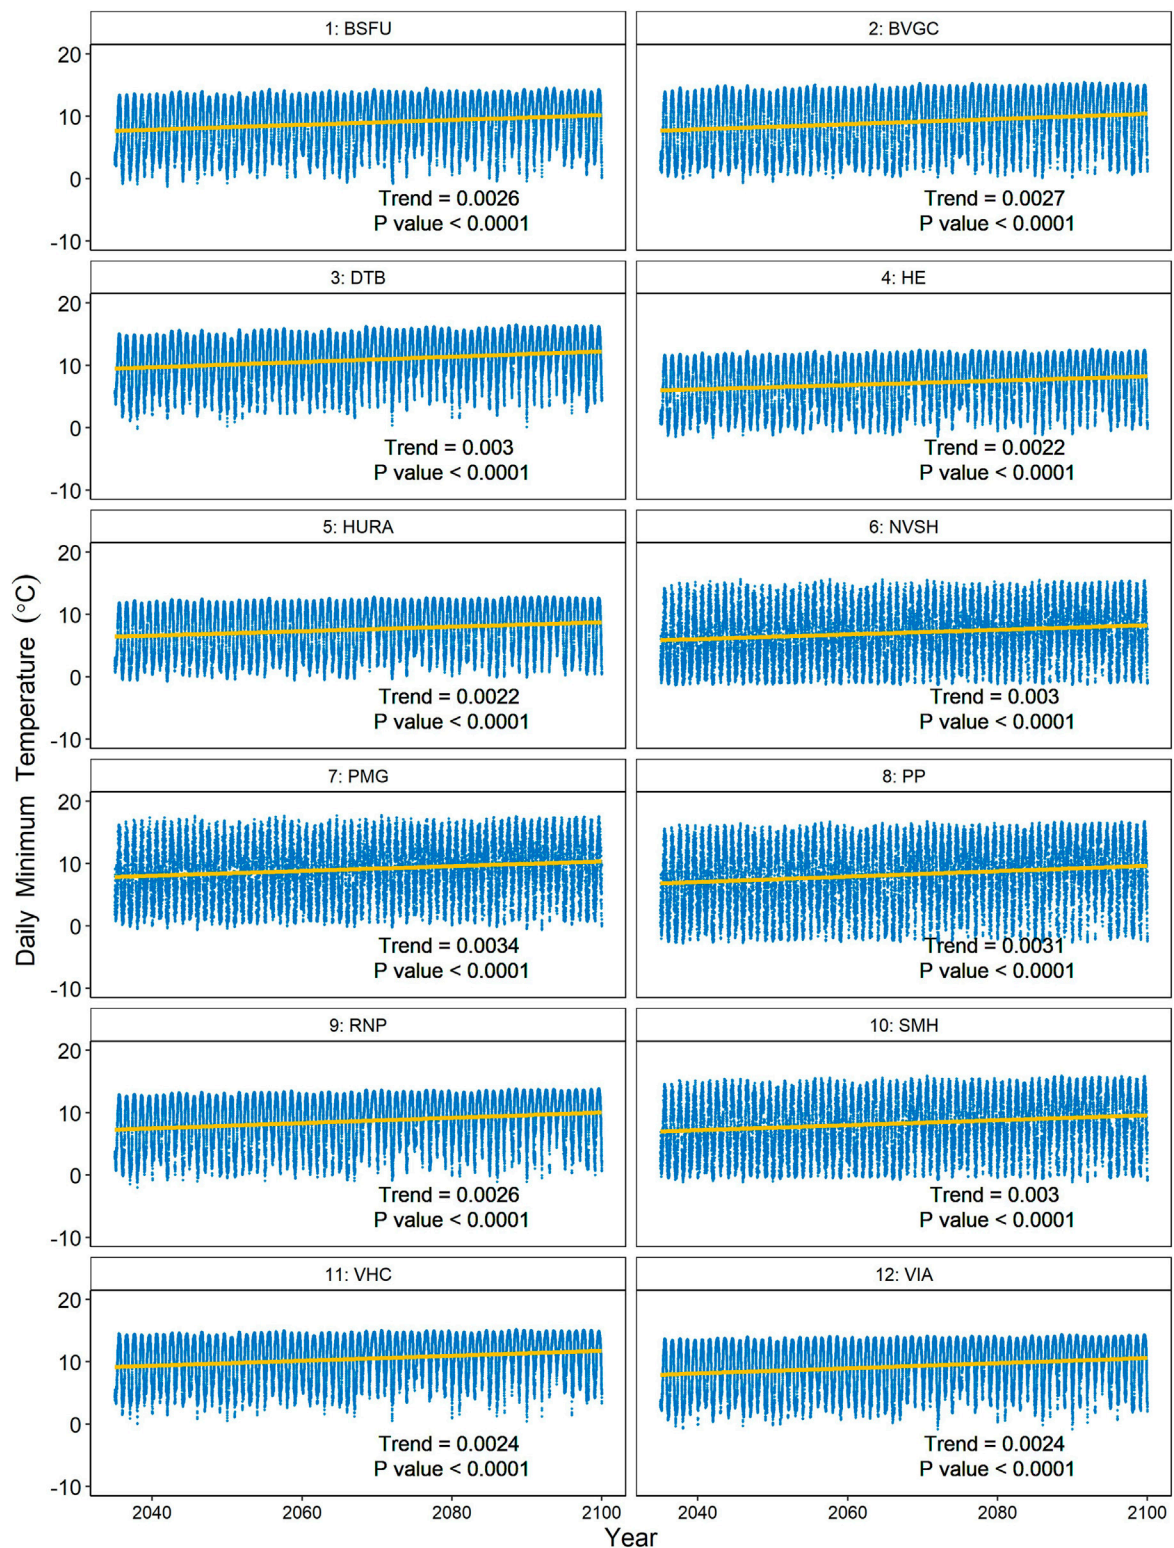 1: BSFU
2: BVGC
20
10
0
-10
Trend = 0.0026
P value < 0.0001
Trend = 0.0027
P value < 0.0001
3: DTB
4: HE
20
10
0
-10
Trend = 0.003
P value < 0.0001
Trend = 0.0022
P value < 0.0001
5: HURA
6: NVSH
20
10
0
-10
Trend = 0.0022
P value < 0.0001
Trend = 0.003
P value < 0.0001
Daily Minimum Temperature (°C)
7: PMG
8: PP
20
10
0
-10
Trend = 0.0034
P value < 0.0001
Trend = 0.0031
P value < 0.0001
9: RNP
10: SMH
20
10
0
-10
Trend = 0.0026
P value < 0.0001
Trend = 0.003
P value < 0.0001
11: VHC
12: VIA
20
10
0
-10
Trend = 0.0024
P value < 0.0001
Trend = 0.0024
P value < 0.0001
2040 2060 2080 2100
2040 2060 2080 2100
Year